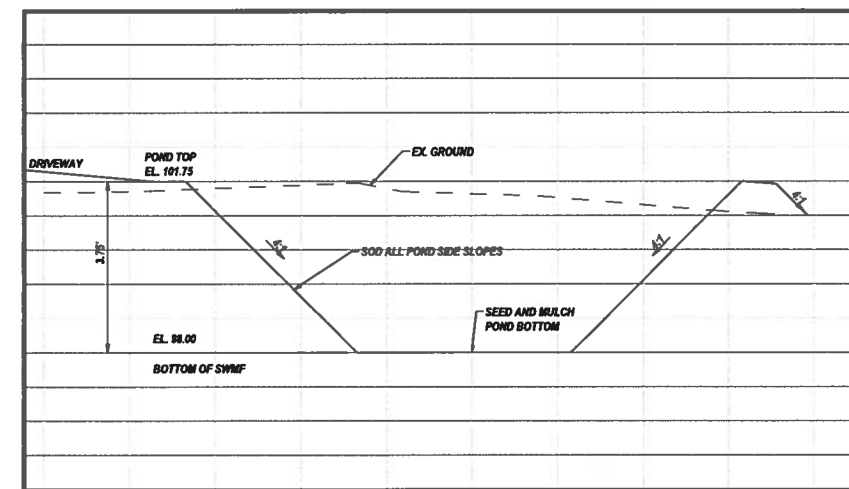 DRIVEWAY
POND TOP
EL. 101.75
EX. GROUND
4:1
4:1
4:1
3.75'
SOD ALL POND SIDE SLOPES
SEED AND MULCH
POND BOTTOM
EL. 98.00
BOTTOM OF SWMF